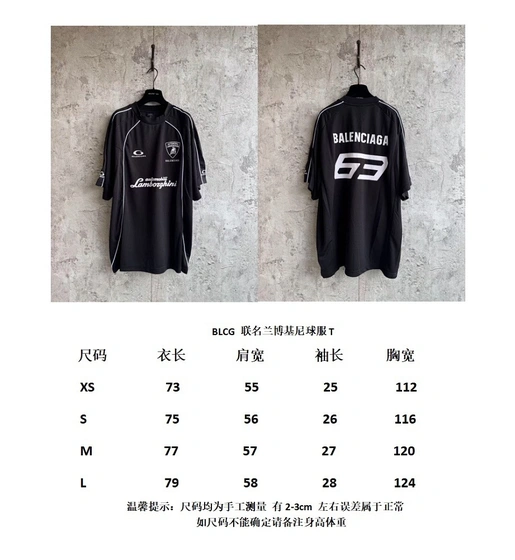 Lamborghini
BALENCIAGA
63
BLCG 联名兰博基尼球服T
尺码 衣长 肩宽 袖长 胸宽
XS 73 55 25 112
S 75 56 26 116
M 77 57 27 120
L 79 58 28 124
温馨提示：尺码均为手工测量 有2-3cm 左右误差属于正常
如尺码不能确定请备注身高体重